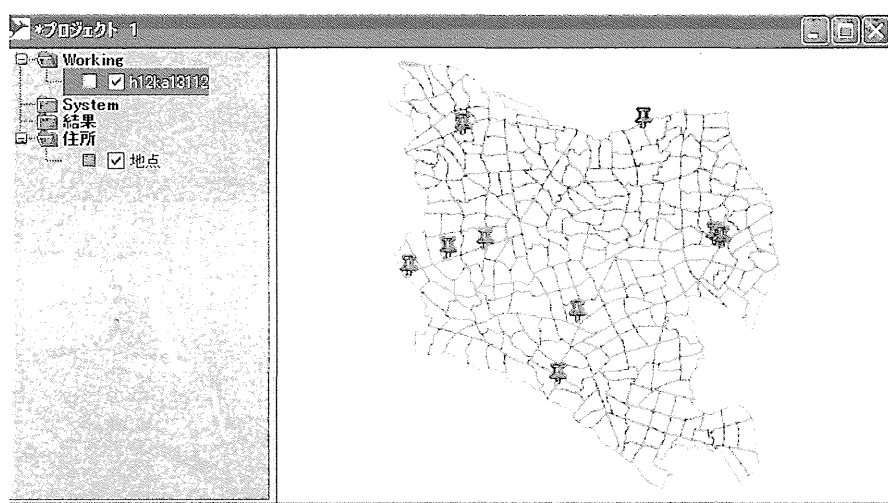 *プロジェクト 1
Working
h12ka13112
System
結果
住所
地点